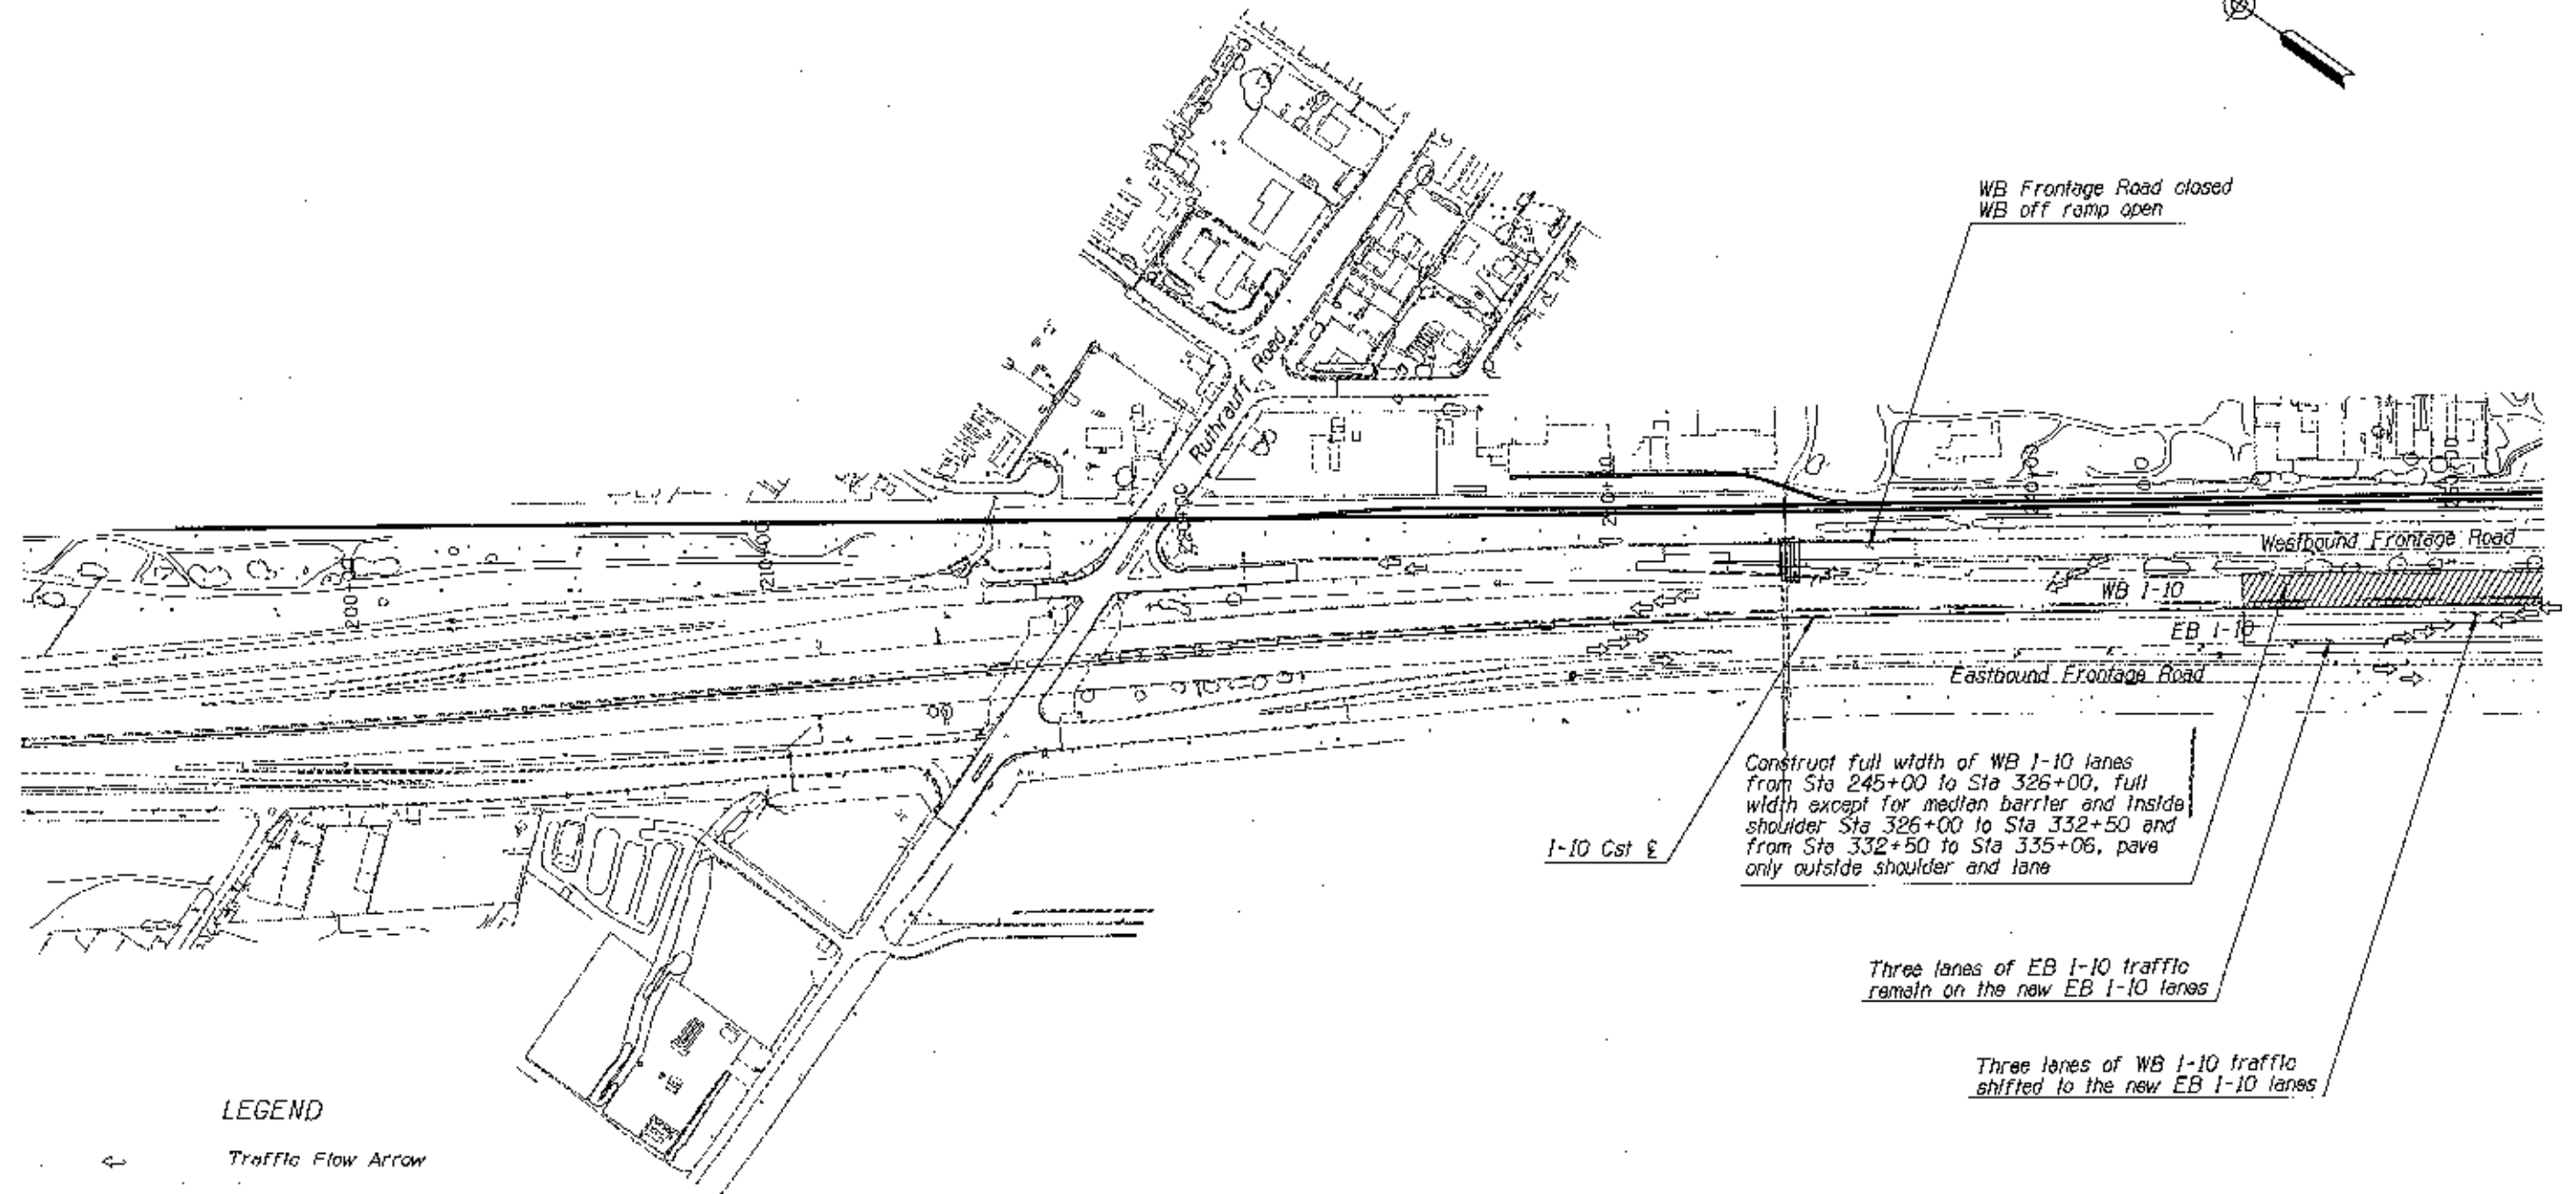 WB Frontage Road closed
WB off ramp open
Ruthrauff Road
200+00
210+00
Westbound Frontage Road
WB I-10
EB I-10
Eastbound Frontage Road
Construct full width of WB I-10 lanes
from Sta 245+00 to Sta 326+00, full
width except for median barrier and inside
shoulder Sta 326+00 to Sta 332+50 and
from Sta 332+50 to Sta 335+06, pave
only outside shoulder and lane
I-10 Cst ℄
Three lanes of EB I-10 traffic
remain on the new EB I-10 lanes
Three lanes of WB I-10 traffic
shifted to the new EB I-10 lanes
LEGEND
Traffic Flow Arrow